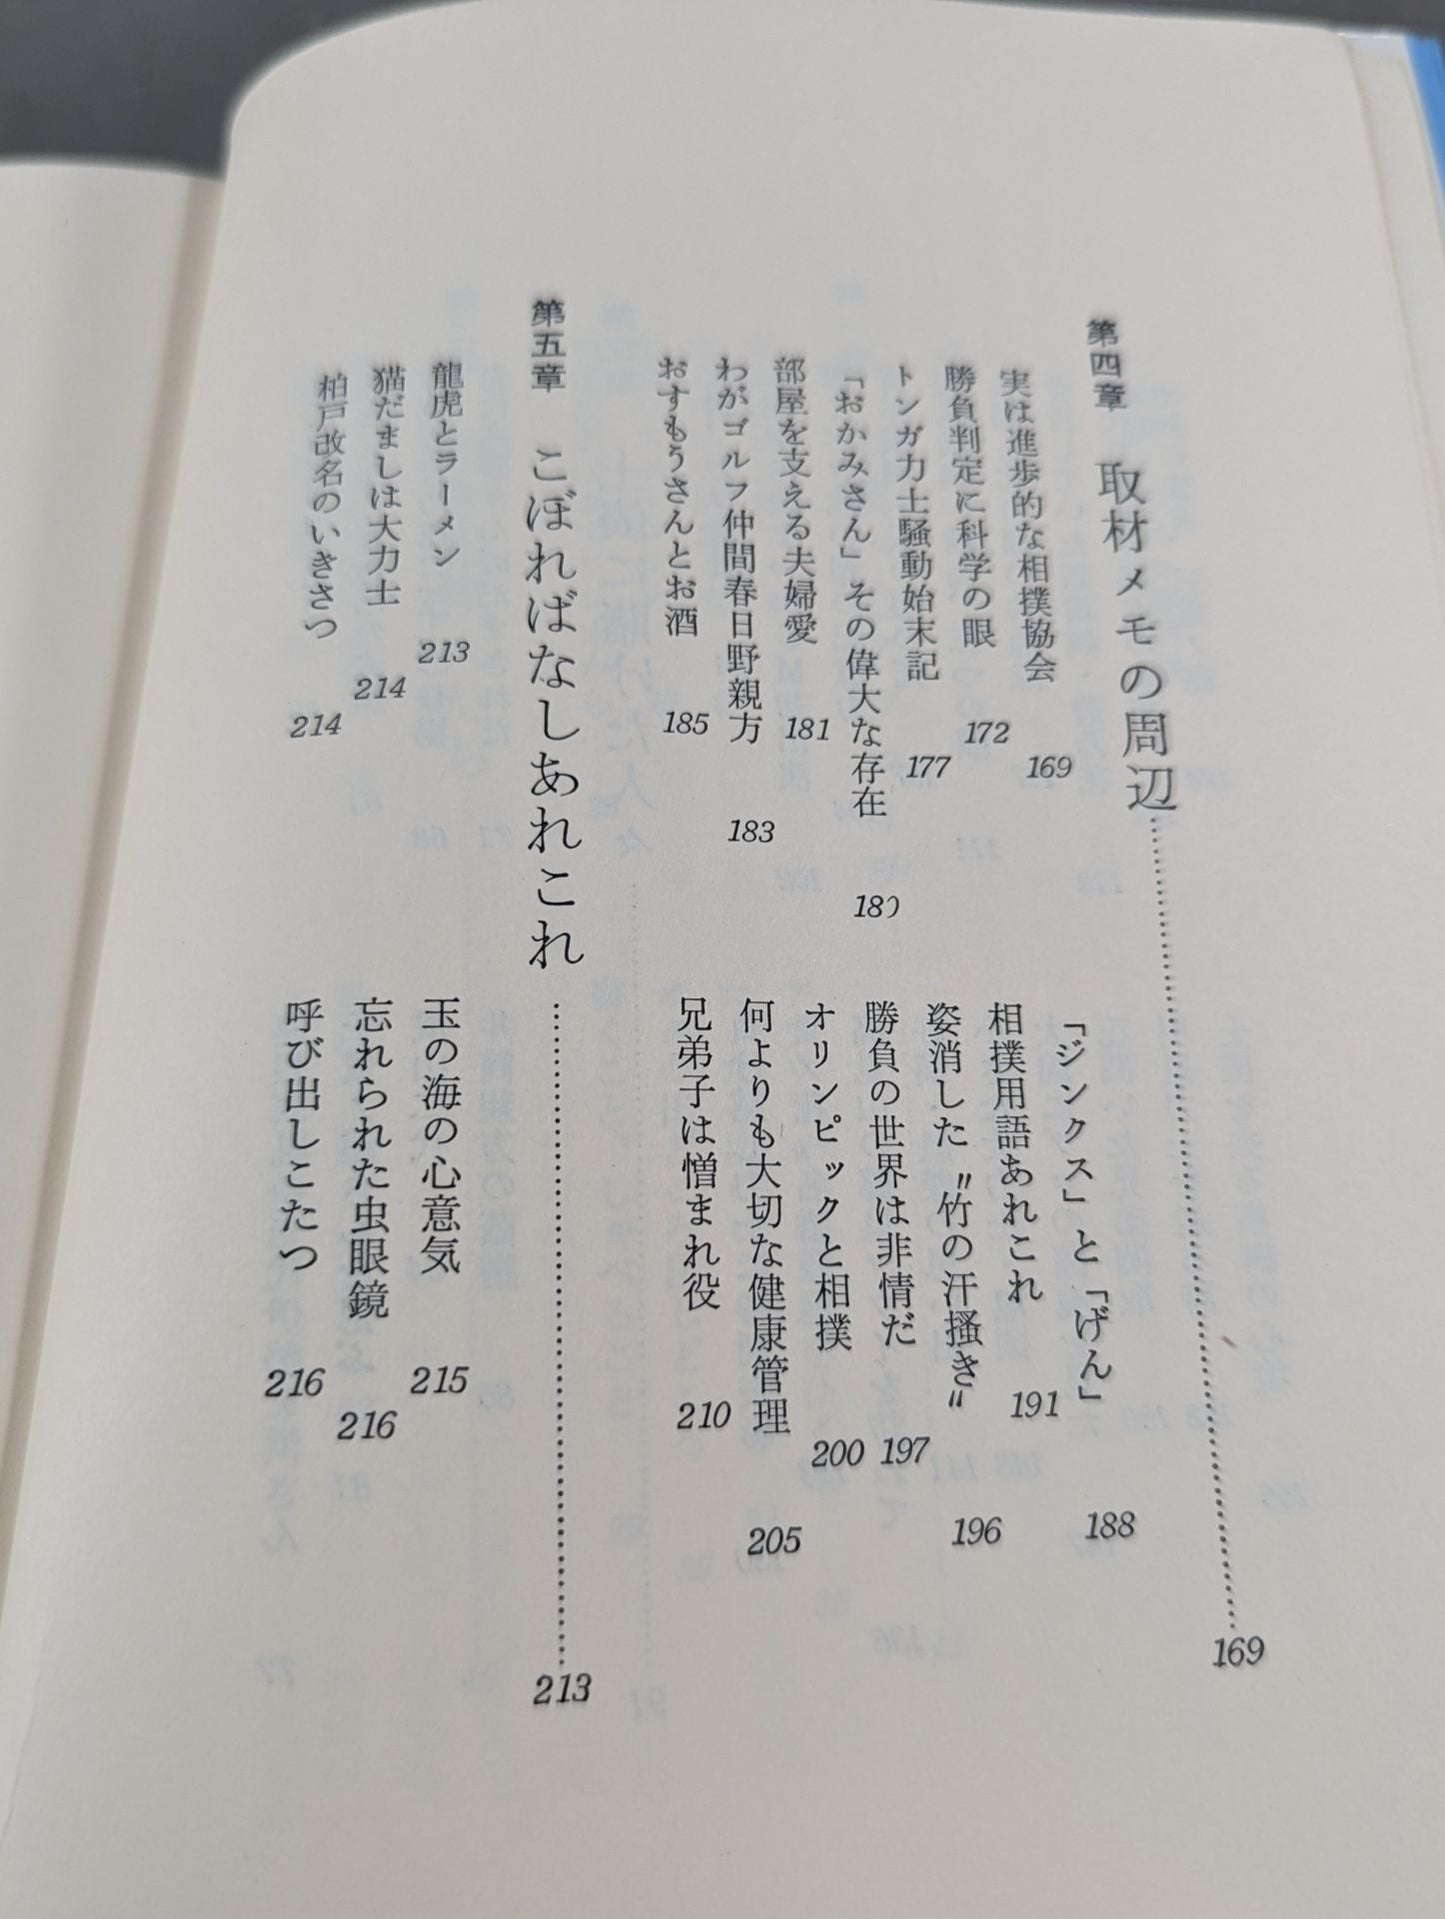 第四章　取材メモの周辺……169
実は進歩的な相撲協会 169
勝負判定に科学の眼 172
トンガ力士騒動始末記 177
「おかみさん」その偉大な存在 180
部屋を支える夫婦愛 181
わがゴルフ仲間春日野親方 183
おすもうさんとお酒 185
「ジンクス」と「げん」 188
相撲用語あれこれ 191
姿消した〝竹の汗掻き〟 196
勝負の世界は非情だ 197
オリンピックと相撲 200
何よりも大切な健康管理 205
兄弟子は憎まれ役 210
第五章　こぼればなしあれこれ……213
龍虎とラーメン 213
猫だましは大力士 214
柏戸改名のいきさつ 214
玉の海の心意気 215
忘れられた虫眼鏡 216
呼び出しこたつ 216